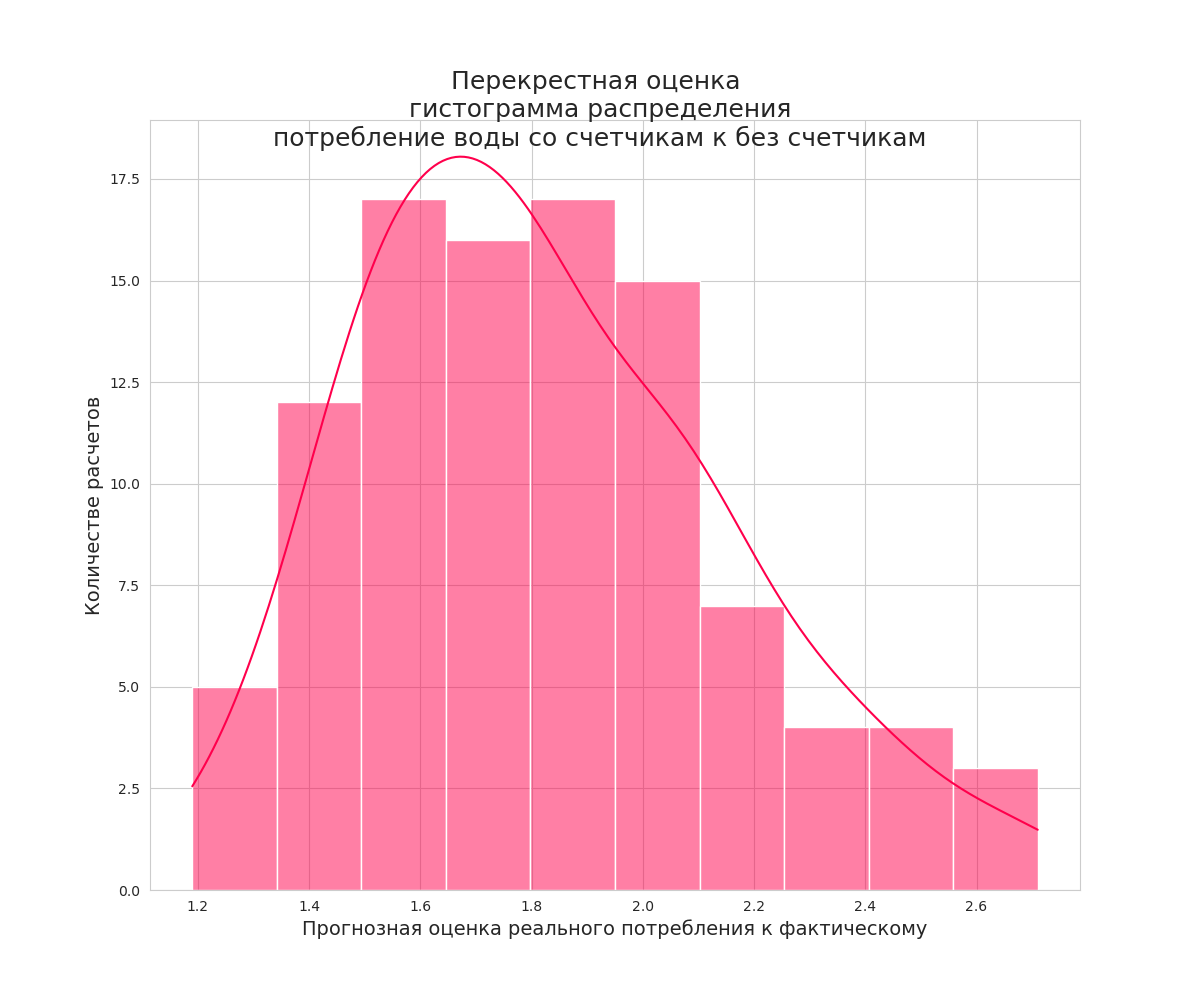 Перекрестная оценка
гистограмма распределения
потребление воды со счетчикам к без счетчикам
17.5
15.0
12.5
10.0
7.5
5.0
2.5
0.0
Количестве расчетов
1.2 1.4 1.6 1.8 2.0 2.2 2.4 2.6
Прогнозная оценка реального потребления к фактическому